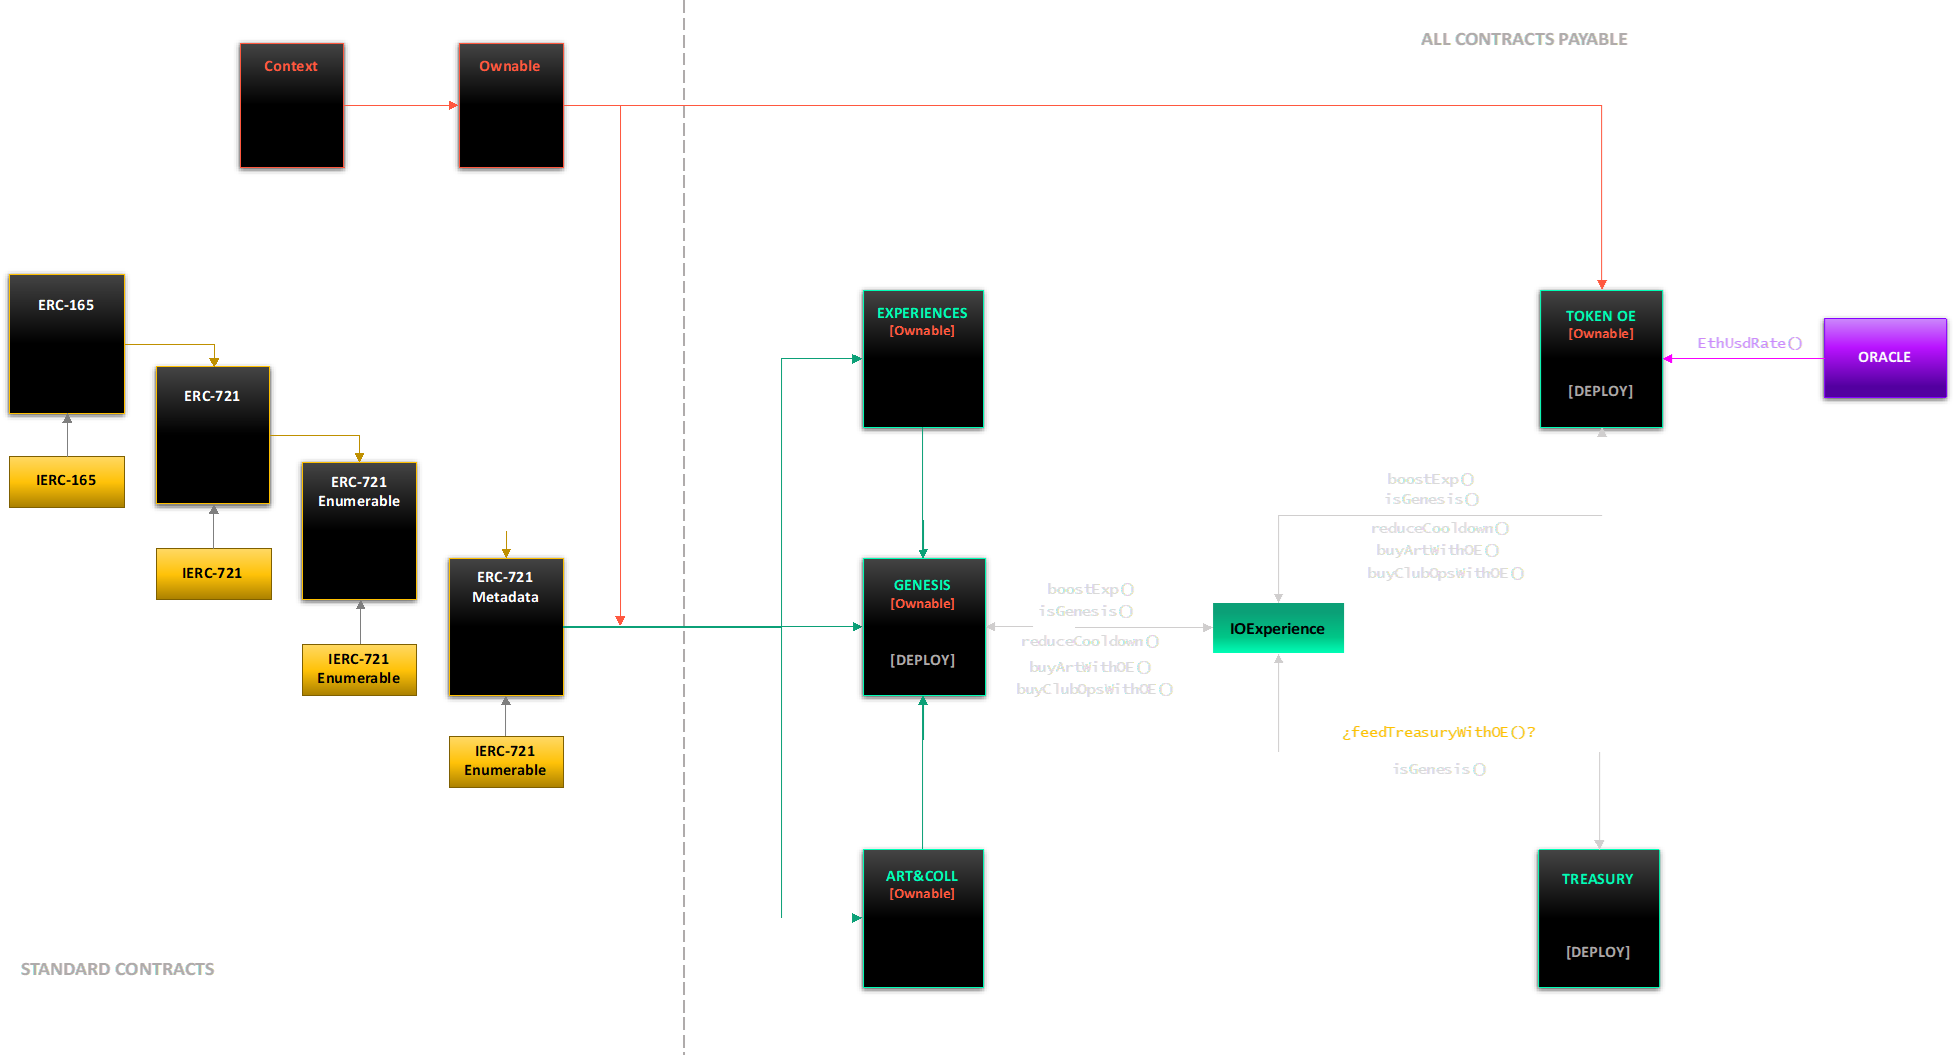 ALL CONTRACTS PAYABLE
Context
Ownable
ERC-165
IERC-165
ERC-721
IERC-721
ERC-721
Enumerable
IERC-721
Enumerable
ERC-721
Metadata
IERC-721
Enumerable
STANDARD CONTRACTS
EXPERIENCES
[Ownable]
GENESIS
[Ownable]
[DEPLOY]
ART&COLL
[Ownable]
boostExp()
isGenesis()
reduceCooldown()
buyArtWithOE()
buyClubOpsWithOE()
IOExperience
boostExp()
isGenesis()
reduceCooldown()
buyArtWithOE()
buyClubOpsWithOE()
¿feedTreasuryWithOE()?
isGenesis()
TOKEN OE
[Ownable]
[DEPLOY]
EthUsdRate()
ORACLE
TREASURY
[DEPLOY]